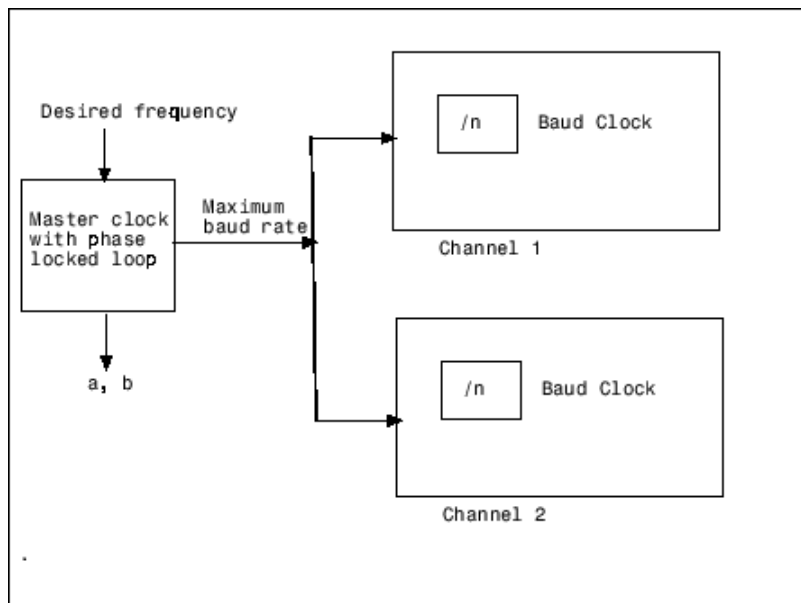 Desired frequency
Master clock
with phase
locked loop
a, b
Maximum
baud rate
/n
Baud Clock
Channel 1
/n
Baud Clock
Channel 2
.